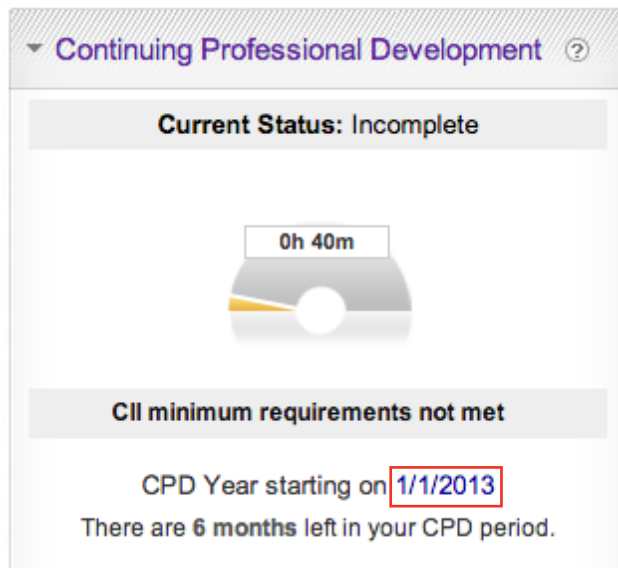 Continuing Professional Development ?
Current Status: Incomplete
0h 40m
CII minimum requirements not met
CPD Year starting on 1/1/2013
There are 6 months left in your CPD period.